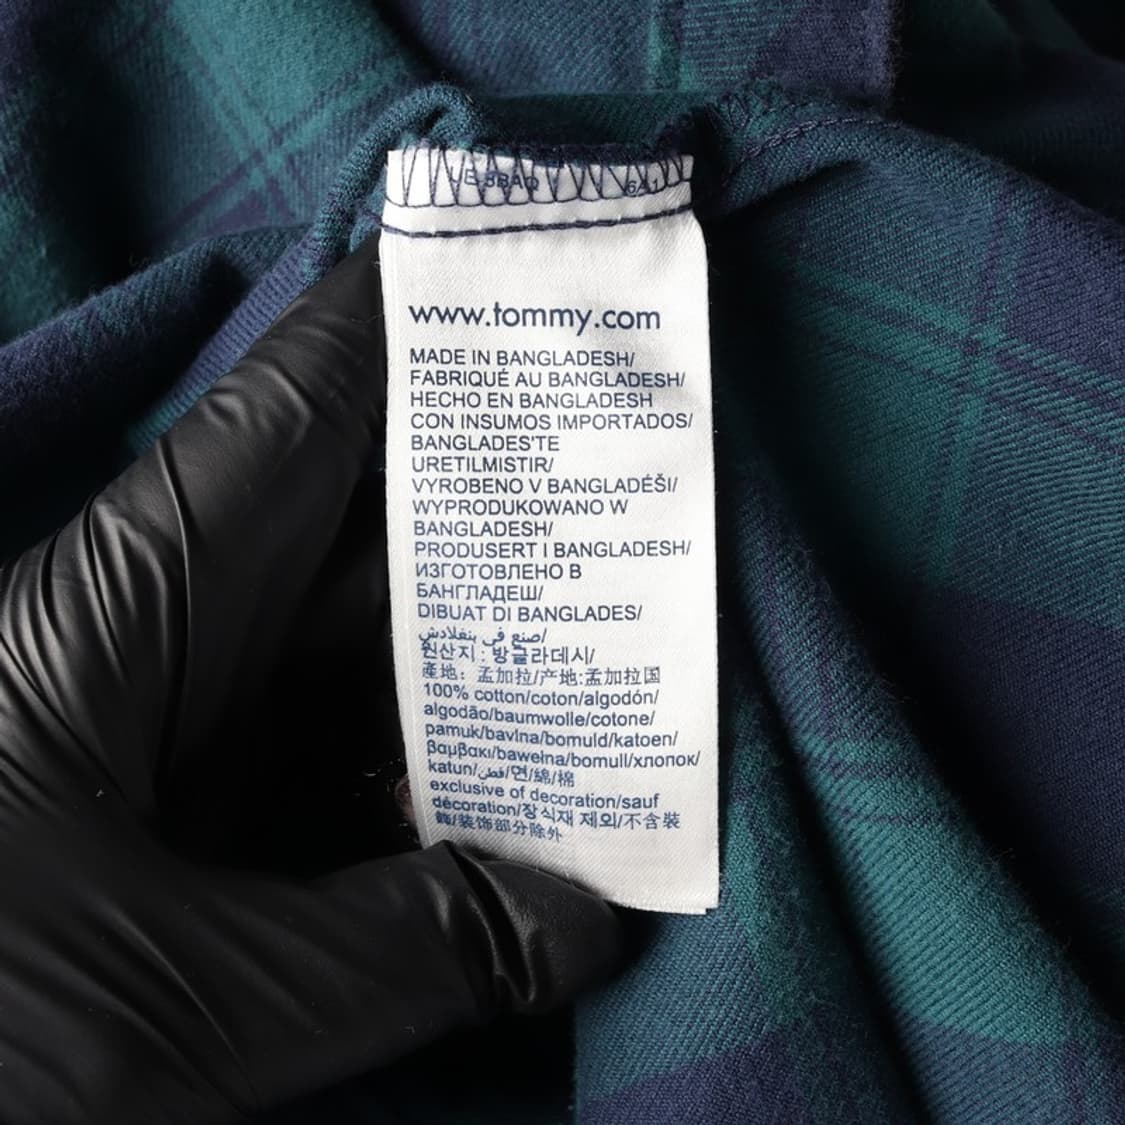 www.tommy.com
MADE IN BANGLADESH/
FABRIQUÉ AU BANGLADESH/
HECHO EN BANGLADESH
CON INSUMOS IMPORTADOS/
BANGLADES'TE
URETILMISTIR/
VYROBENO V BANGLADÉŠI/
WYPRODUKOWANO W
BANGLADESH/
PRODUSERT I BANGLADESH/
ИЗГОТОВЛЕНО В
БАНГЛАДЕШ/
DIBUAT DI BANGLADES/
صنع في بنغلادش/
원산지 : 방글라데시/
產地：孟加拉/产地:孟加拉国
100% cotton/coton/algodón/
algodão/baumwolle/cotone/
pamuk/bavlna/bomuld/katoen/
βαμβακι/bawełna/bomull/хлопок/
katun/قطن/면/綿/棉
exclusive of decoration/sauf
décoration/장식재 제외/不含裝
飾/装饰部分除外